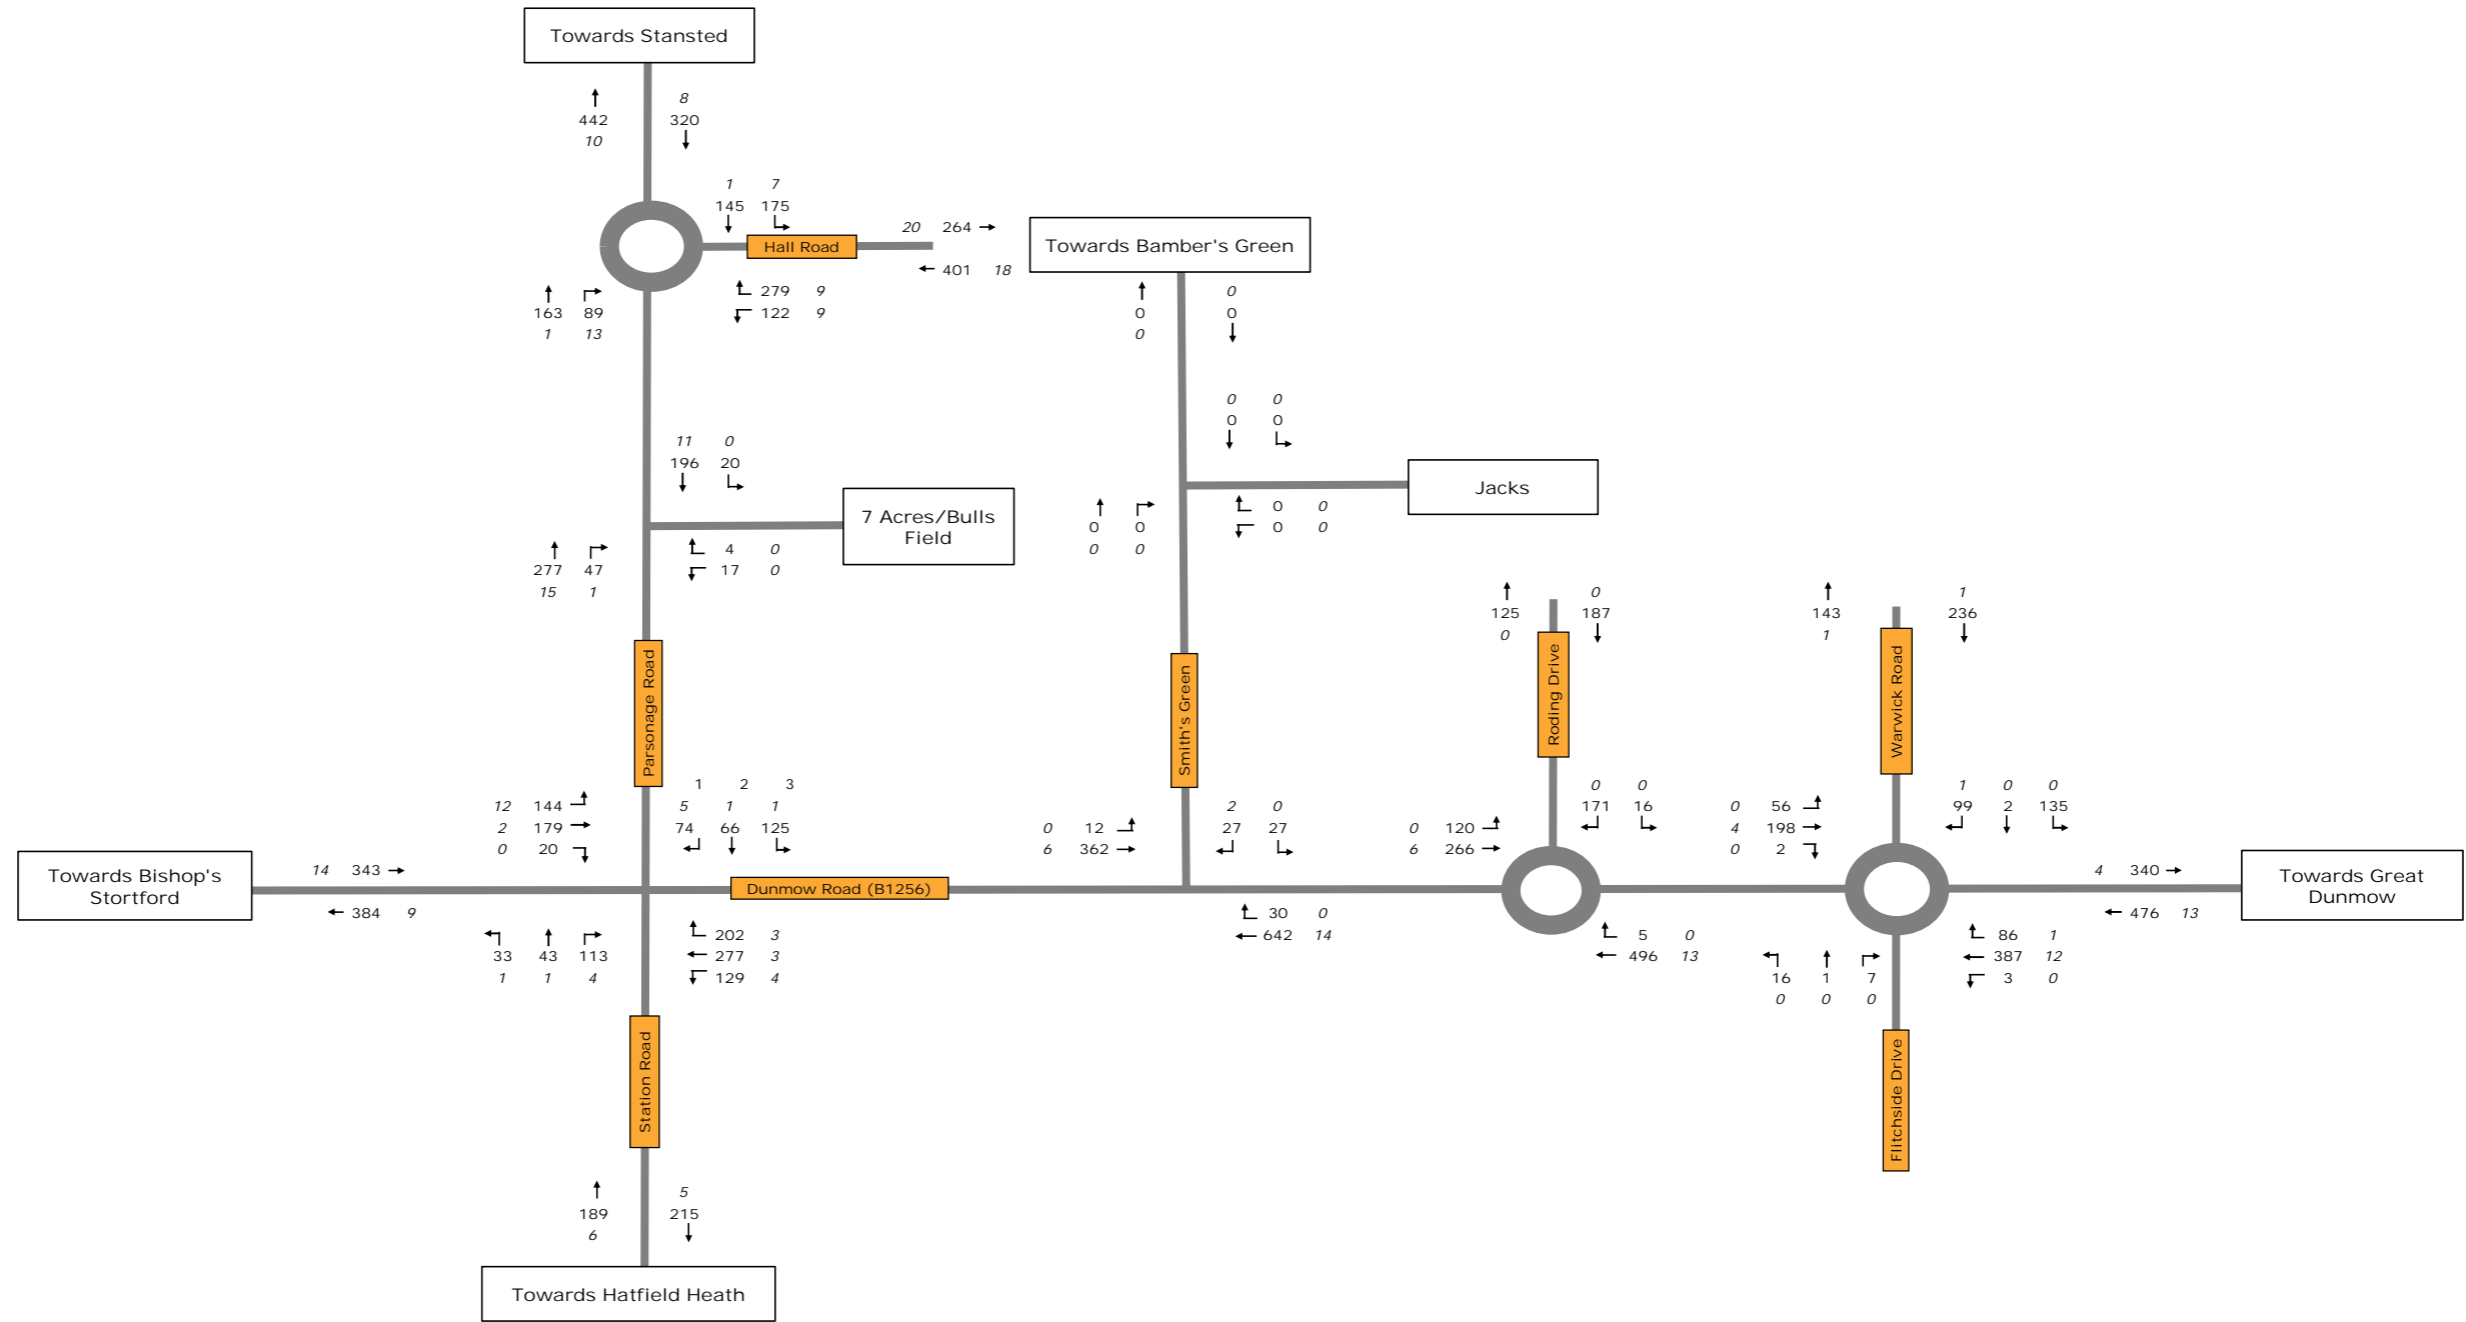 Towards Stansted
8
442 320
10
1 7
145 175
20 264
Hall Road
Towards Bamber's Green
401 18
279 9
163 89
122 9
1 13
0
0 0
0
0 0
0 0
11 0
196 20
7 Acres/Bulls
Field
Jacks
0 0
0 0
0 0
0 0
4 0
277 47
17 0
15 1
0
125 187
0
1
143 236
1
Parsonage Road
Smith's Green
Roding Drive
Warwick Road
1 2 3
12 144
5 1 1
2 179
74 66 125
0 20
0 12
2 0
27 27
6 362
0 0
171 16
0 120
6 266
0 56
1 0 0
99 2 135
4 198
0 2
Towards Bishop's
Stortford
14 343
384 9
Dunmow Road (B1256)
4 340
476 13
Towards Great
Dunmow
33 43 113
1 1 4
202 3
277 3
129 4
30 0
642 14
5 0
496 13
16 1 7
0 0 0
86 1
387 12
3 0
Station Road
Flitchside Drive
5
189 215
6
Towards Hatfield Heath